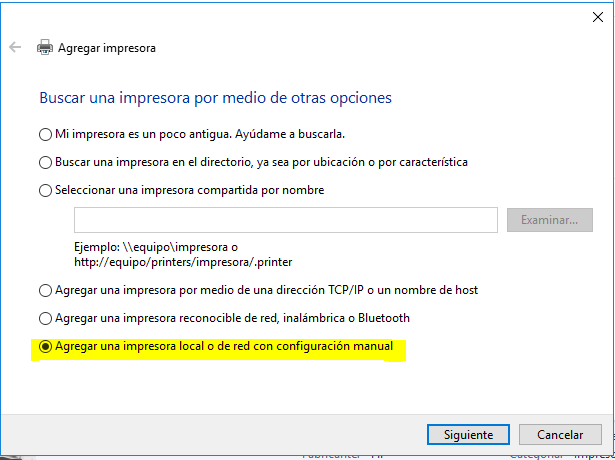 Agregar impresora
Buscar una impresora por medio de otras opciones
Mi impresora es un poco antigua. Ayúdame a buscarla.
Buscar una impresora en el directorio, ya sea por ubicación o por característica
Seleccionar una impresora compartida por nombre
Examinar...
Ejemplo: \\equipo\impresora o
http://equipo/printers/impresora/.printer
Agregar una impresora por medio de una dirección TCP/IP o un nombre de host
Agregar una impresora reconocible de red, inalámbrica o Bluetooth
Agregar una impresora local o de red con configuración manual
Siguiente
Cancelar